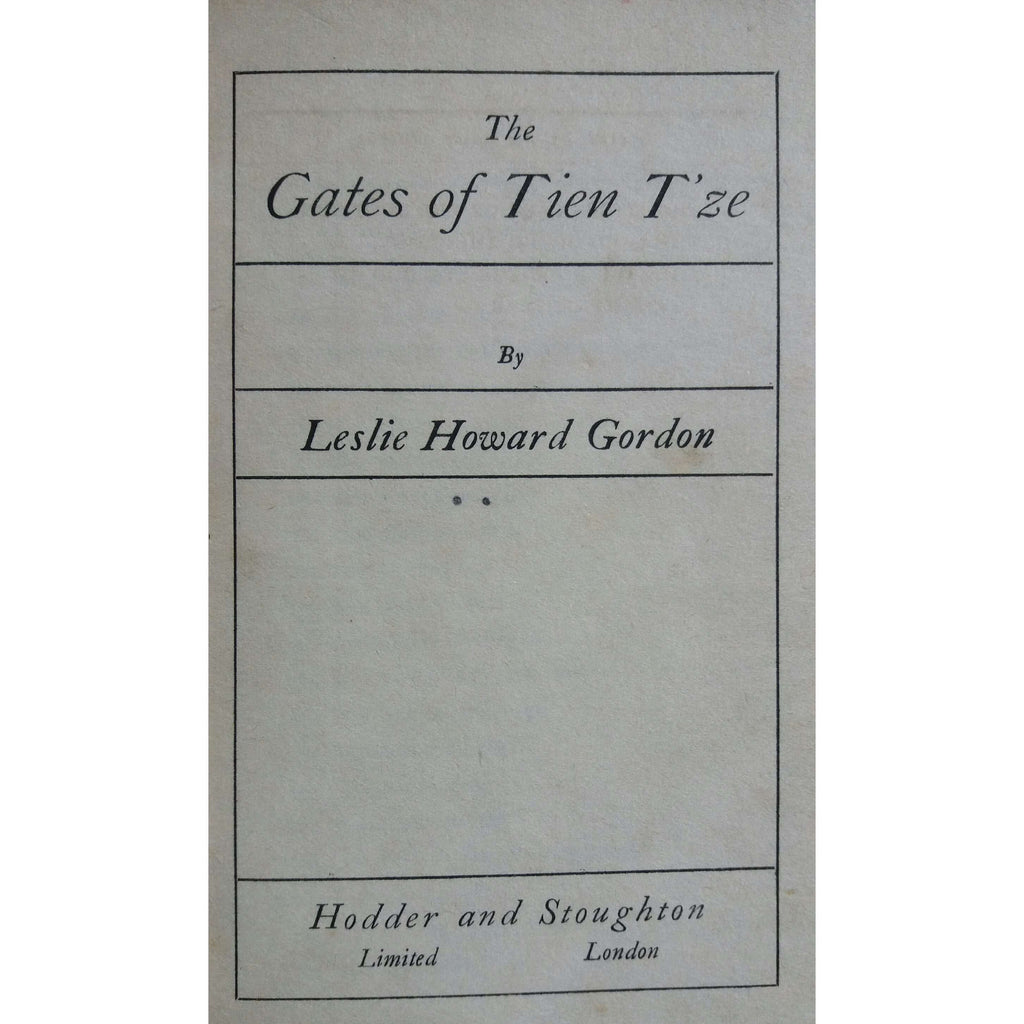 The
Gates of Tien T'ze
By
Leslie Howard Gordon
Hodder and Stoughton
Limited London